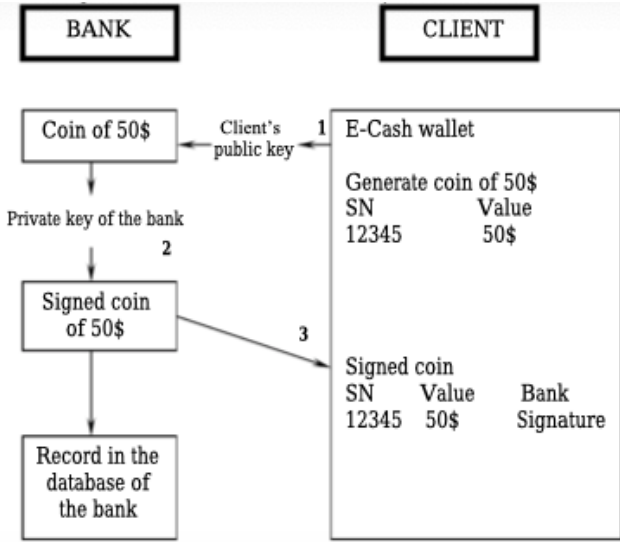 BANK
CLIENT
Coin of 50$
Client's
public key
1
E-Cash wallet
Generate coin of 50$
SN Value
12345 50$
Private key of the bank
2
Signed coin
of 50$
3
Signed coin
SN Value Bank
12345 50$ Signature
Record in the
database of
the bank